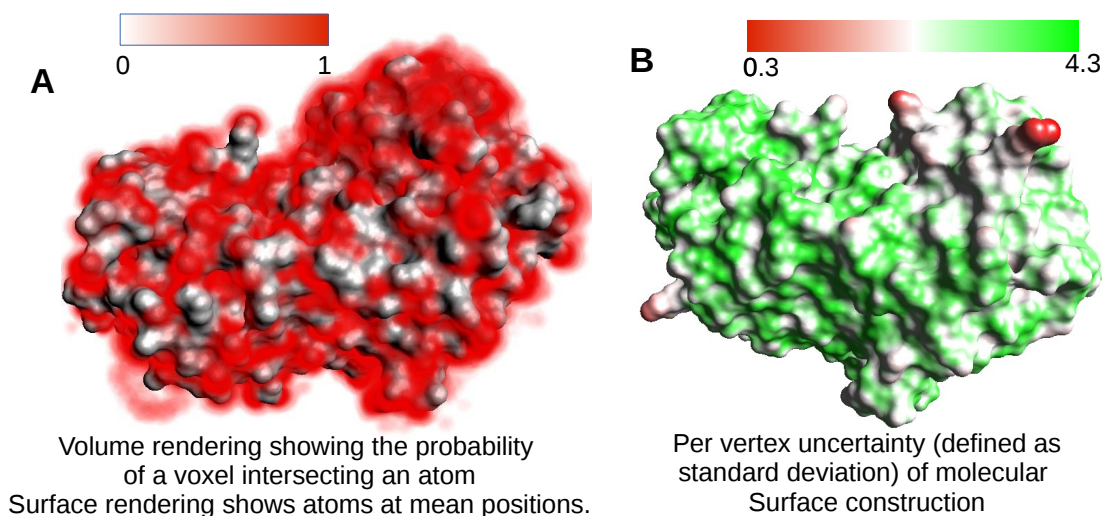 0
1
A
Volume rendering showing the probability
of a voxel intersecting an atom
Surface rendering shows atoms at mean positions.
B
0.3
4.3
Per vertex uncertainty (defined as
standard deviation) of molecular
Surface construction